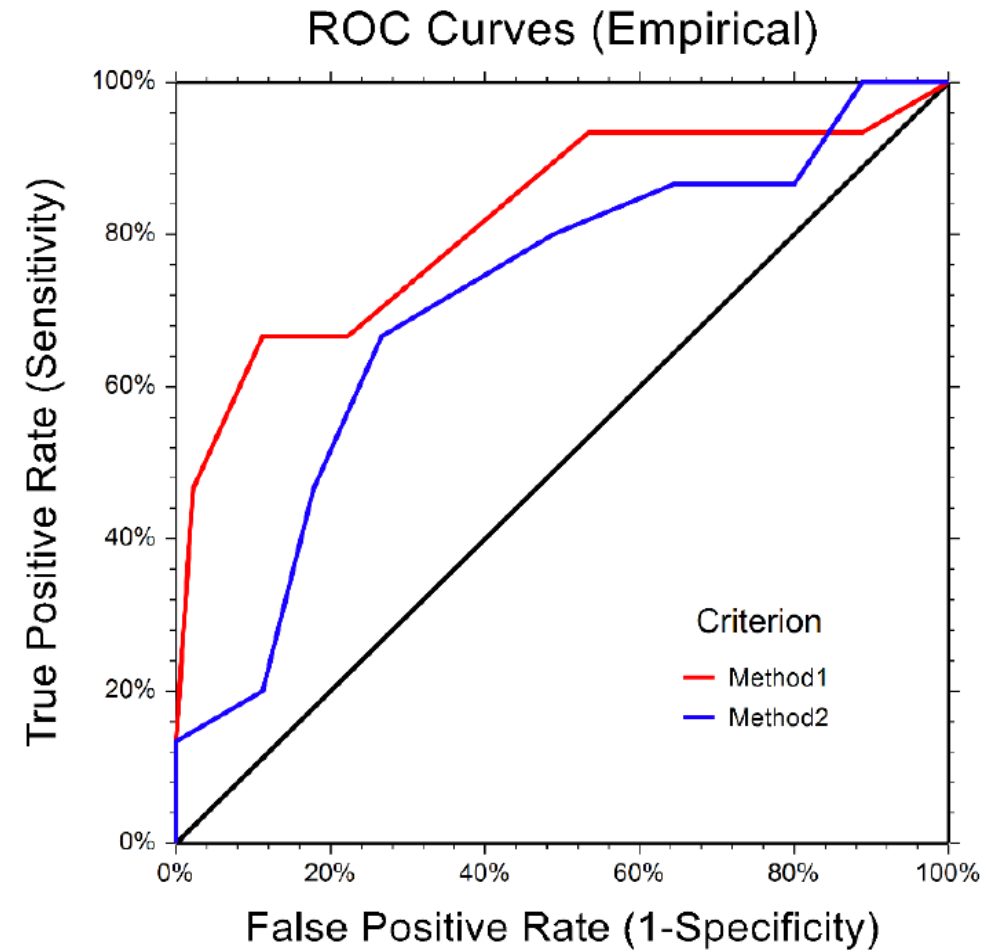 ROC Curves (Empirical)
100%
80%
60%
40%
20%
0%
True Positive Rate (Sensitivity)
Criterion
Method1
Method2
0% 20% 40% 60% 80% 100%
False Positive Rate (1-Specificity)